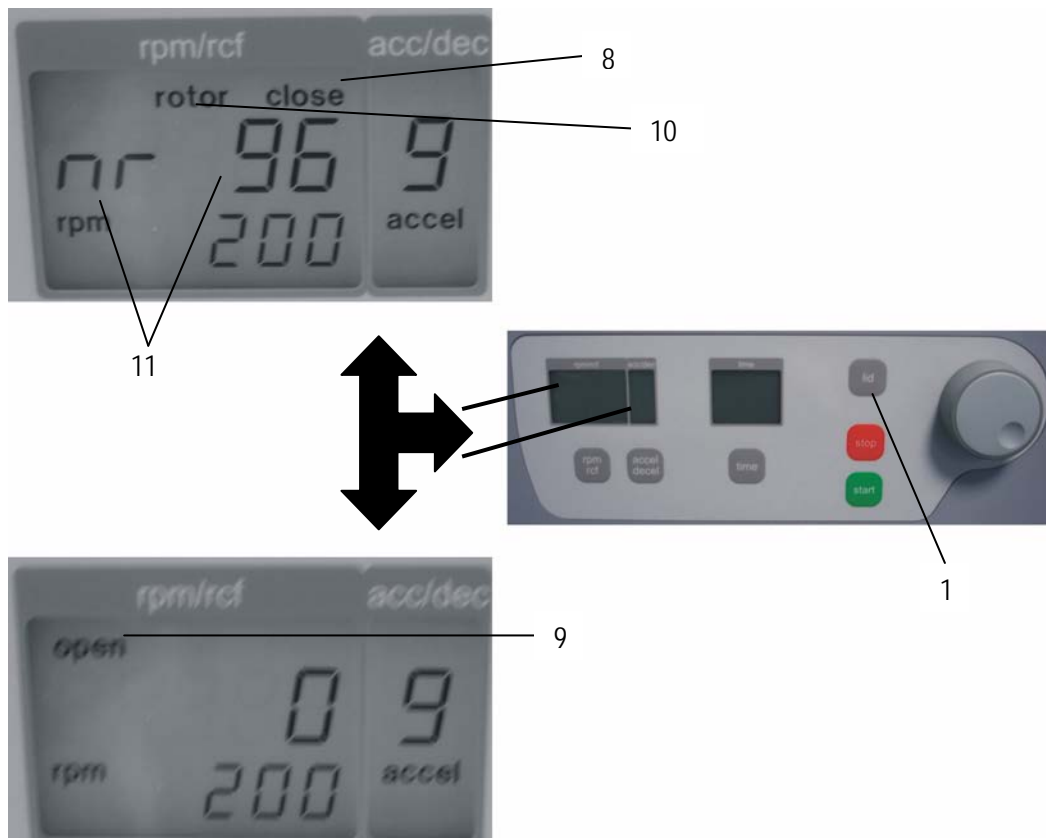 rpm/rcf acc/dec
8
rotor close
10
nr 96 9
rpm 200 accel
11
rpm/rcf acc/dec time
lid
stop
rpm
rcf
accel
decel
time
start
1
rpm/rcf acc/dec
9
open
0 9
rpm 200 accel